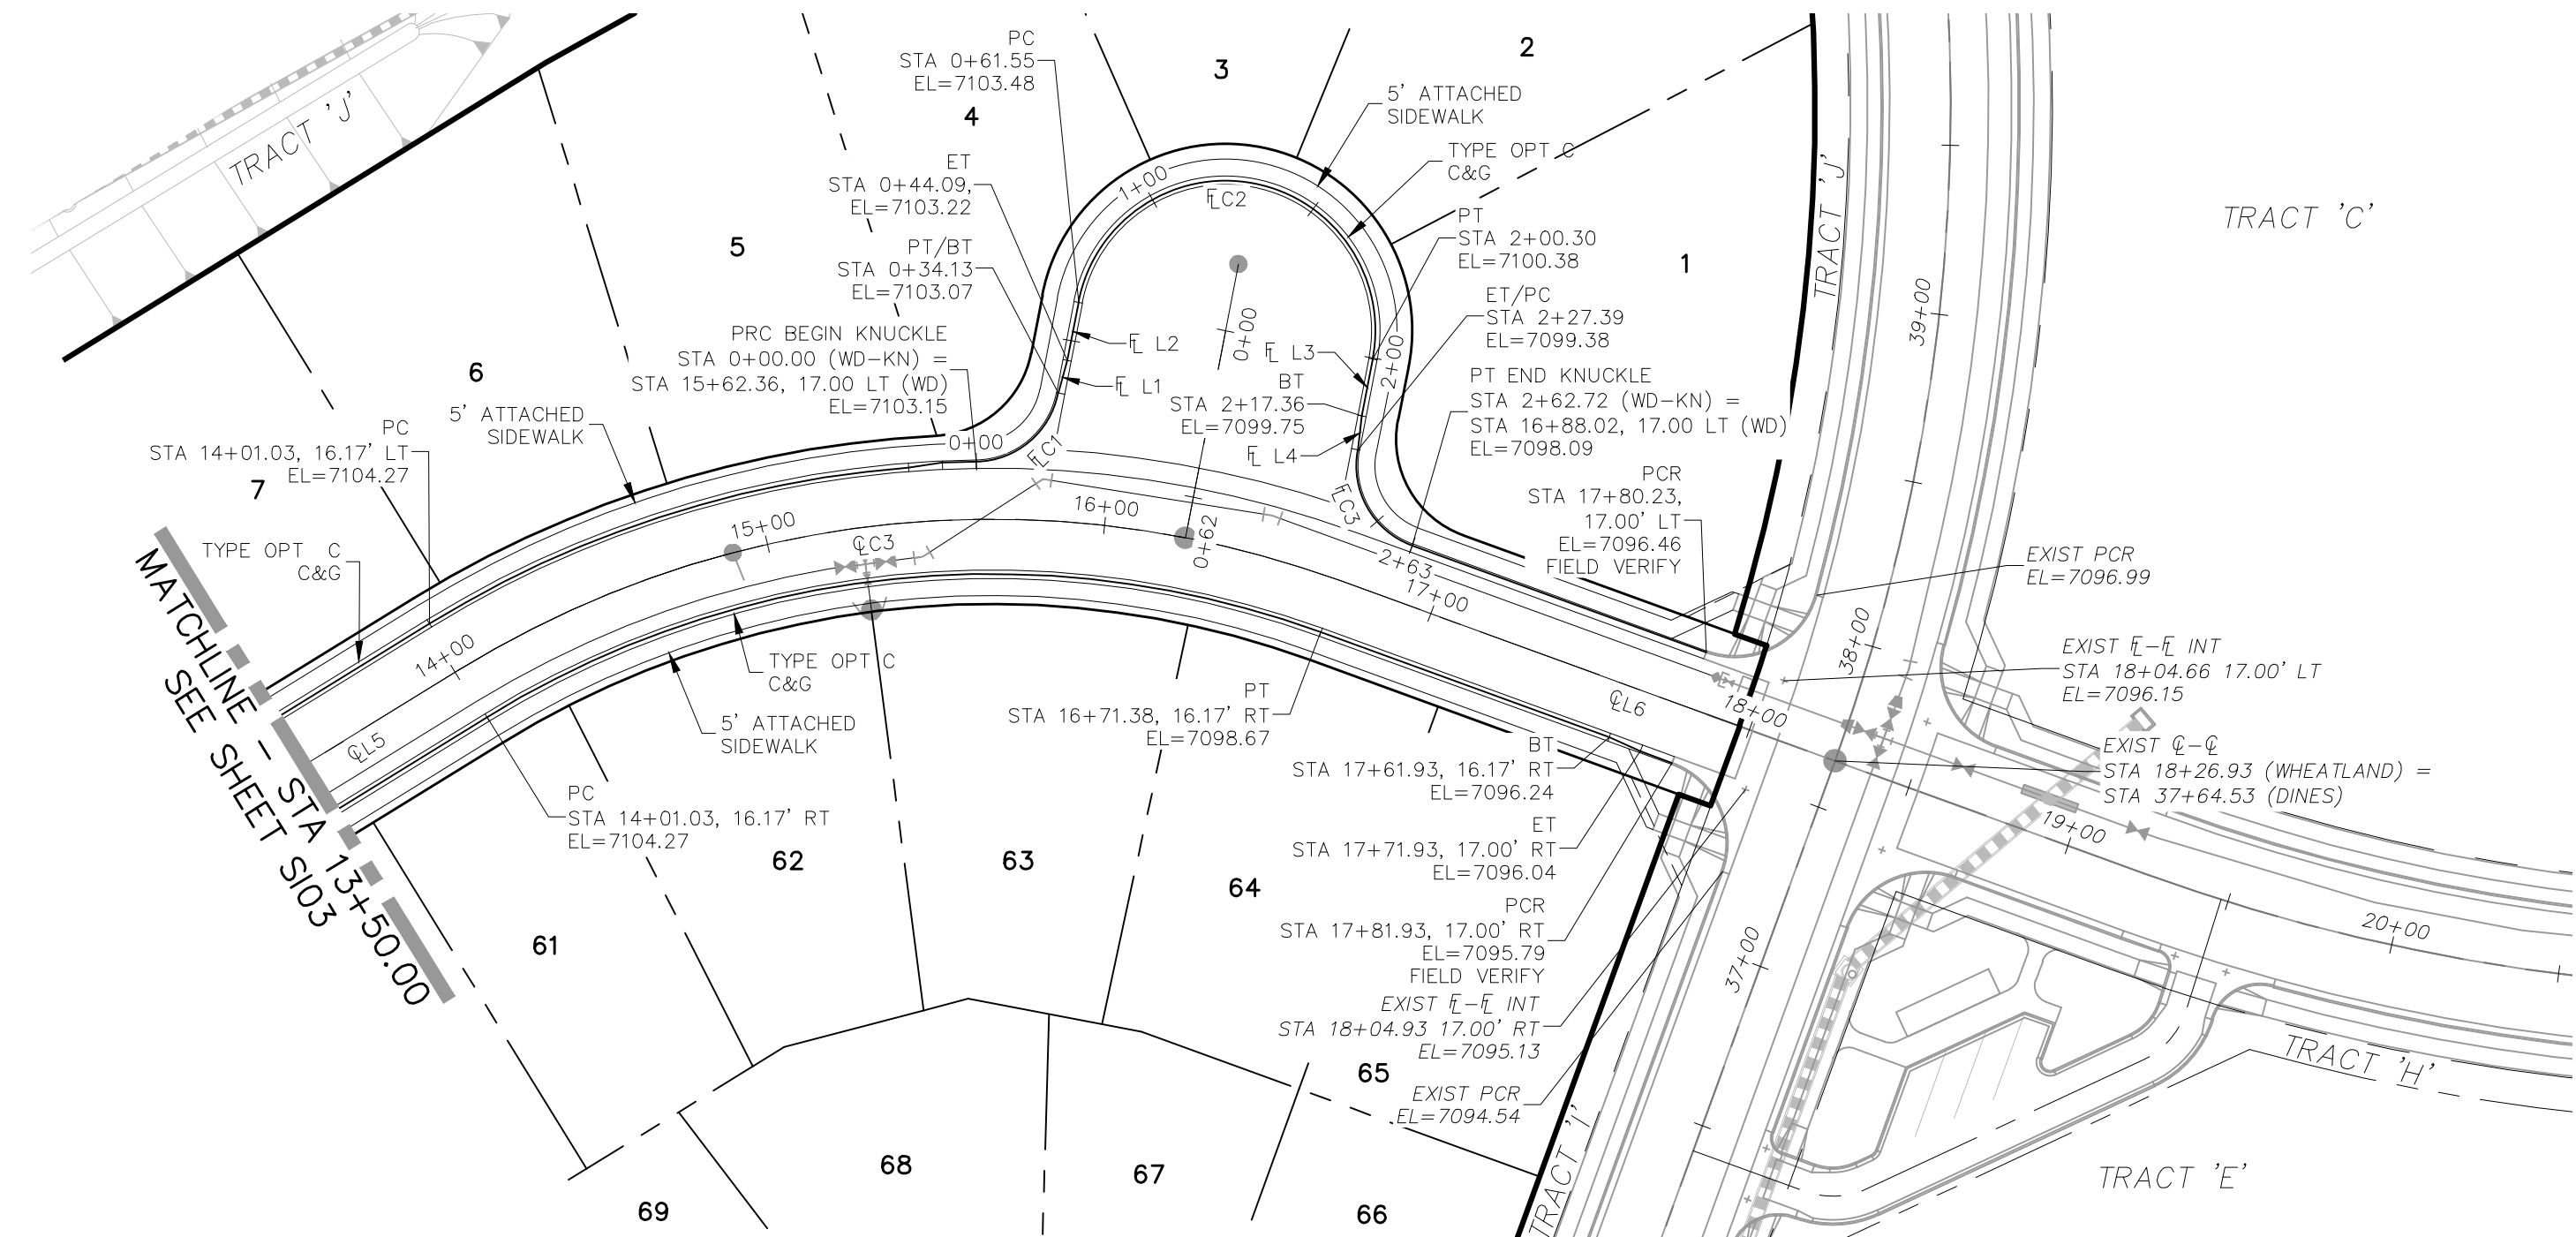 TRACT 'J'
PC
STA 0+61.55
EL=7103.48
3
2
4
5' ATTACHED
SIDEWALK
TYPE OPT C
C&G
ET
STA 0+44.09,
EL=7103.22
1+00
℄C2
PT
STA 2+00.30
EL=7100.38
TRACT 'J'
TRACT 'C'
5
PT/BT
STA 0+34.13
EL=7103.07
1
ET/PC
STA 2+27.39
EL=7099.38
39+00
PRC BEGIN KNUCKLE
STA 0+00.00 (WD-KN) =
STA 15+62.36, 17.00 LT (WD)
EL=7103.15
FL L2
FL L1
0+00
FL L3
2+00
BT
STA 2+17.36
EL=7099.75
FL L4
PT END KNUCKLE
STA 2+62.72 (WD-KN) =
STA 16+88.02, 17.00 LT (WD)
EL=7098.09
6
5' ATTACHED
SIDEWALK
PC
STA 14+01.03, 16.17' LT
EL=7104.27
7
0+00
FLC1
FLC3
PCR
STA 17+80.23,
17.00' LT
EL=7096.46
FIELD VERIFY
TYPE OPT C
C&G
15+00
16+00
℄C3
0+62
2+63
17+00
EXIST PCR
EL=7096.99
14+00
38+00
EXIST FL-FL INT
STA 18+04.66 17.00' LT
EL=7096.15
MATCHLINE - STA 13+50.00
SEE SHEET SI03
℄L5
TYPE OPT C
C&G
5' ATTACHED
SIDEWALK
PT
STA 16+71.38, 16.17' RT
EL=7098.67
℄L6
18+00
EXIST ℄-℄
STA 18+26.93 (WHEATLAND) =
STA 37+64.53 (DINES)
BT
STA 17+61.93, 16.17' RT
EL=7096.24
PC
STA 14+01.03, 16.17' RT
EL=7104.27
19+00
ET
STA 17+71.93, 17.00' RT
EL=7096.04
61
62
63
64
PCR
STA 17+81.93, 17.00' RT
EL=7095.79
FIELD VERIFY
37+00
20+00
EXIST FL-FL INT
STA 18+04.93 17.00' RT
EL=7095.13
65
EXIST PCR
EL=7094.54
TRACT 'H'
TRACT 'I'
TRACT 'E'
68
67
69
66